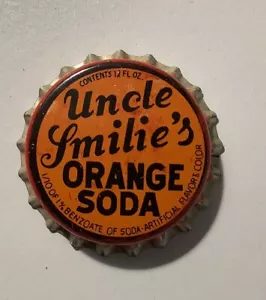 CONTENTS 12 FL. OZ.
Uncle
Smilie's
ORANGE
SODA
1/10 OF 1% BENZOATE OF SODA-ARTIFICIAL FLAVOR & COLOR